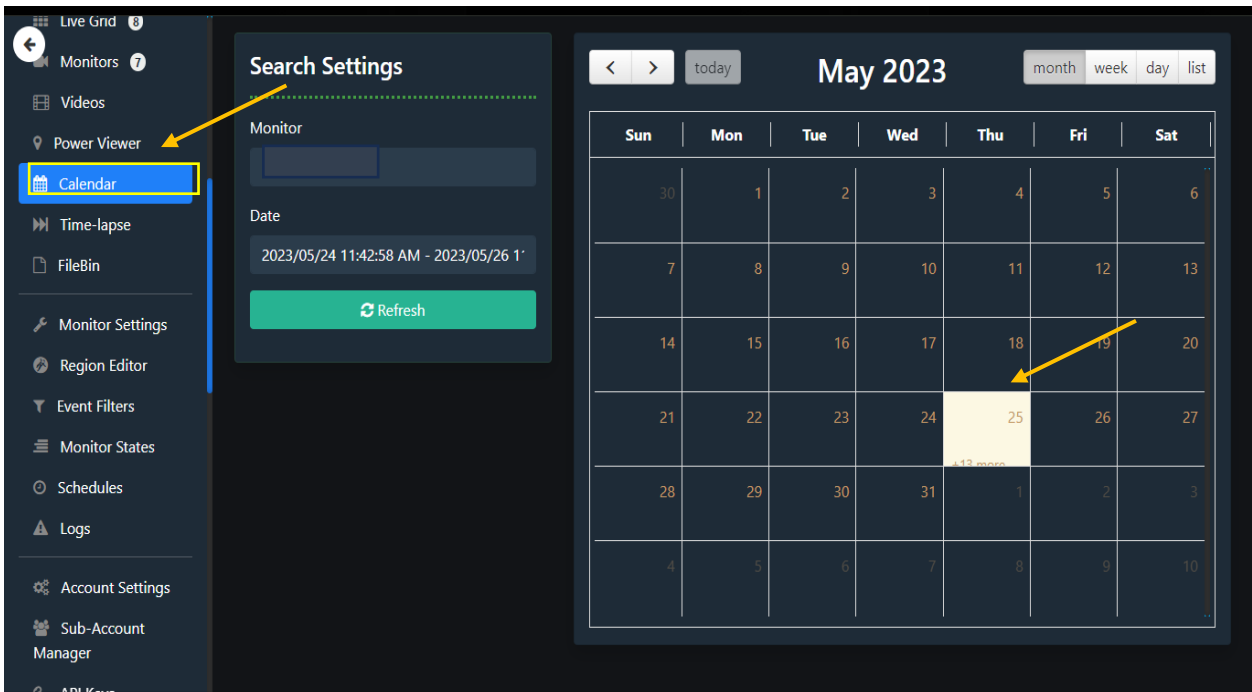 Live Grid 8
Monitors 7
Videos
Power Viewer
Calendar
Time-lapse
FileBin
Monitor Settings
Region Editor
Event Filters
Monitor States
Schedules
Logs
Account Settings
Sub-Account
Manager
API Keys
Search Settings
Monitor
Date
2023/05/24 11:42:58 AM - 2023/05/26 1
Refresh
today
May 2023
month week day list
Sun Mon Tue Wed Thu Fri Sat
30 1 2 3 4 5 6
7 8 9 10 11 12 13
14 15 16 17 18 19 20
21 22 23 24 25 26 27
+13 more
28 29 30 31 1 2 3
4 5 6 7 8 9 10